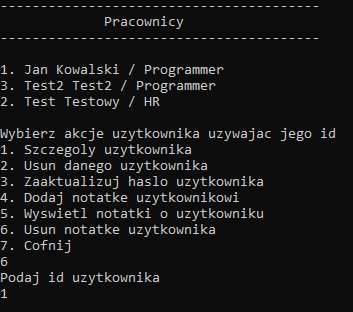 ----------------------------------------
Pracownicy
----------------------------------------
1. Jan Kowalski / Programmer
3. Test2 Test2 / Programmer
2. Test Testowy / HR
Wybierz akcje uzytkownika uzywajac jego id
1. Szczegoly uzytkownika
2. Usun danego uzytkownika
3. Zaaktualizuj haslo uzytkownika
4. Dodaj notatke uzytkownikowi
5. Wyswietl notatki o uzytkowniku
6. Usun notatke uzytkownika
7. Cofnij
6
Podaj id uzytkownika
1